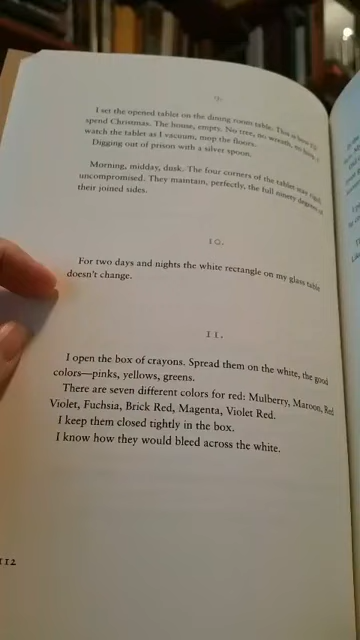 9.
I set the opened tablet on the dining room table. This is how I
spend Christmas. The house, empty. No tree, no wreath, no
watch the tablet as I vacuum, mop the floors.
Digging out of prison with a silver spoon.
Morning, midday, dusk. The four corners of the tablet stay rigid,
uncompromised. They maintain, perfectly, the full ninety degrees of
their joined sides.
10.
For two days and nights the white rectangle on my glass table
doesn't change.
11.
I open the box of crayons. Spread them on the white, the good
colors—pinks, yellows, greens.
There are seven different colors for red: Mulberry, Maroon, Red
Violet, Fuchsia, Brick Red, Magenta, Violet Red.
I keep them closed tightly in the box.
I know how they would bleed across the white.
112